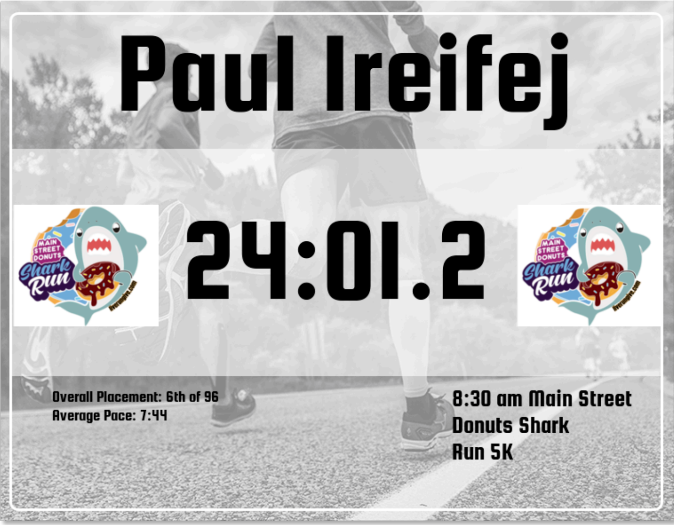 Paul Ireifej
MAIN
STREET
DONUTS
Shark
Run
24:01.2
MAIN
STREET
DONUTS
Shark
Run
Overall Placement: 6th of 96
Average Pace: 7:44
8:30 am Main Street
Donuts Shark
Run 5K